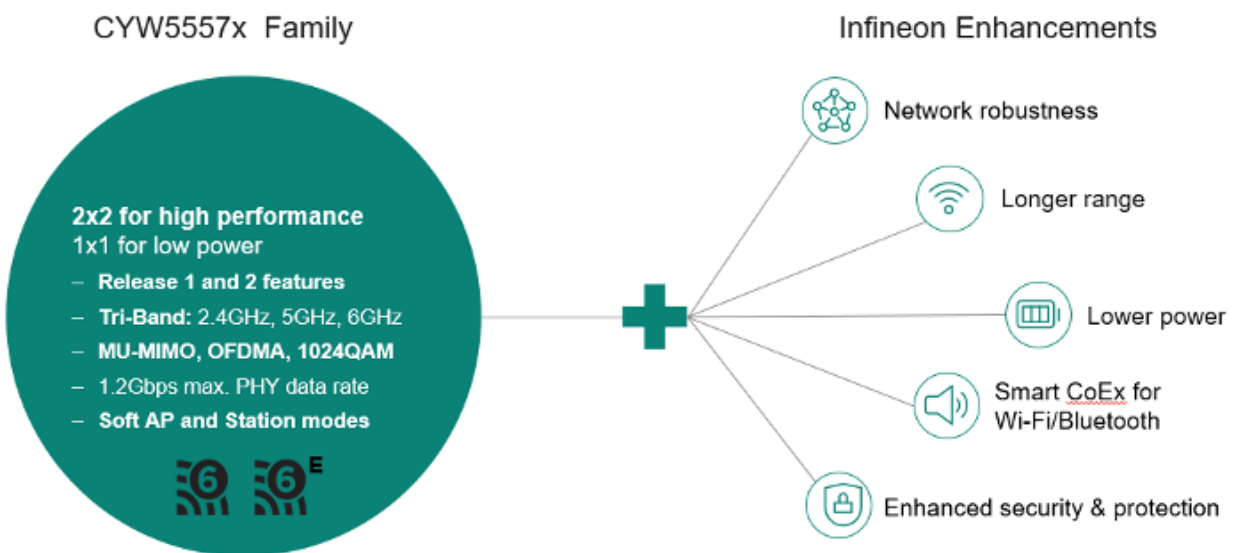 CYW5557x Family
2x2 for high performance
1x1 for low power
– Release 1 and 2 features
– Tri-Band: 2.4GHz, 5GHz, 6GHz
– MU-MIMO, OFDMA, 1024QAM
– 1.2Gbps max. PHY data rate
– Soft AP and Station modes
6
6
E
Infineon Enhancements
Network robustness
Longer range
Lower power
Smart CoEx for
Wi-Fi/Bluetooth
Enhanced security & protection